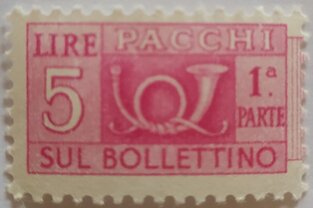 LIRE PACCHI
5 1ª
PARTE
SUL BOLLETTINO